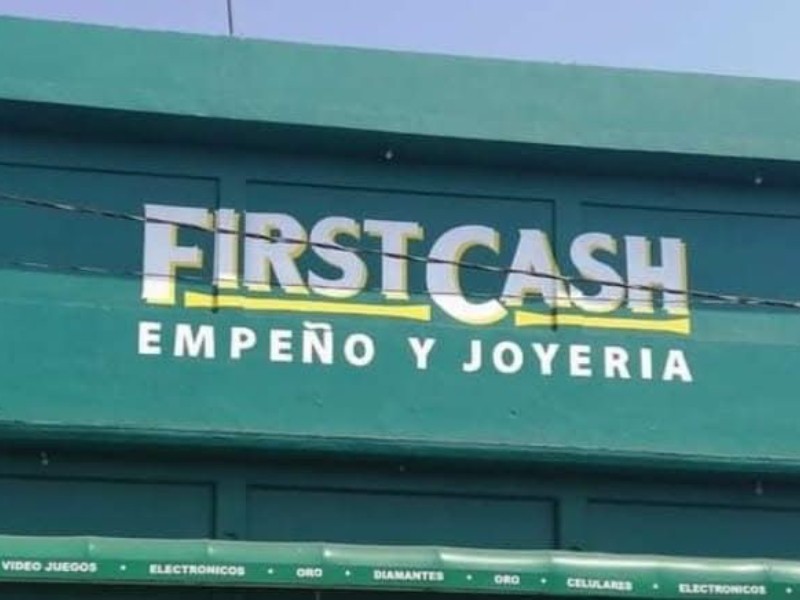 FIRSTCASH
EMPEÑO Y JOYERIA
VIDEO JUEGOS • ELECTRONICOS • ORO • DIAMANTES • ORO • CELULARES • ELECTRONICOS •